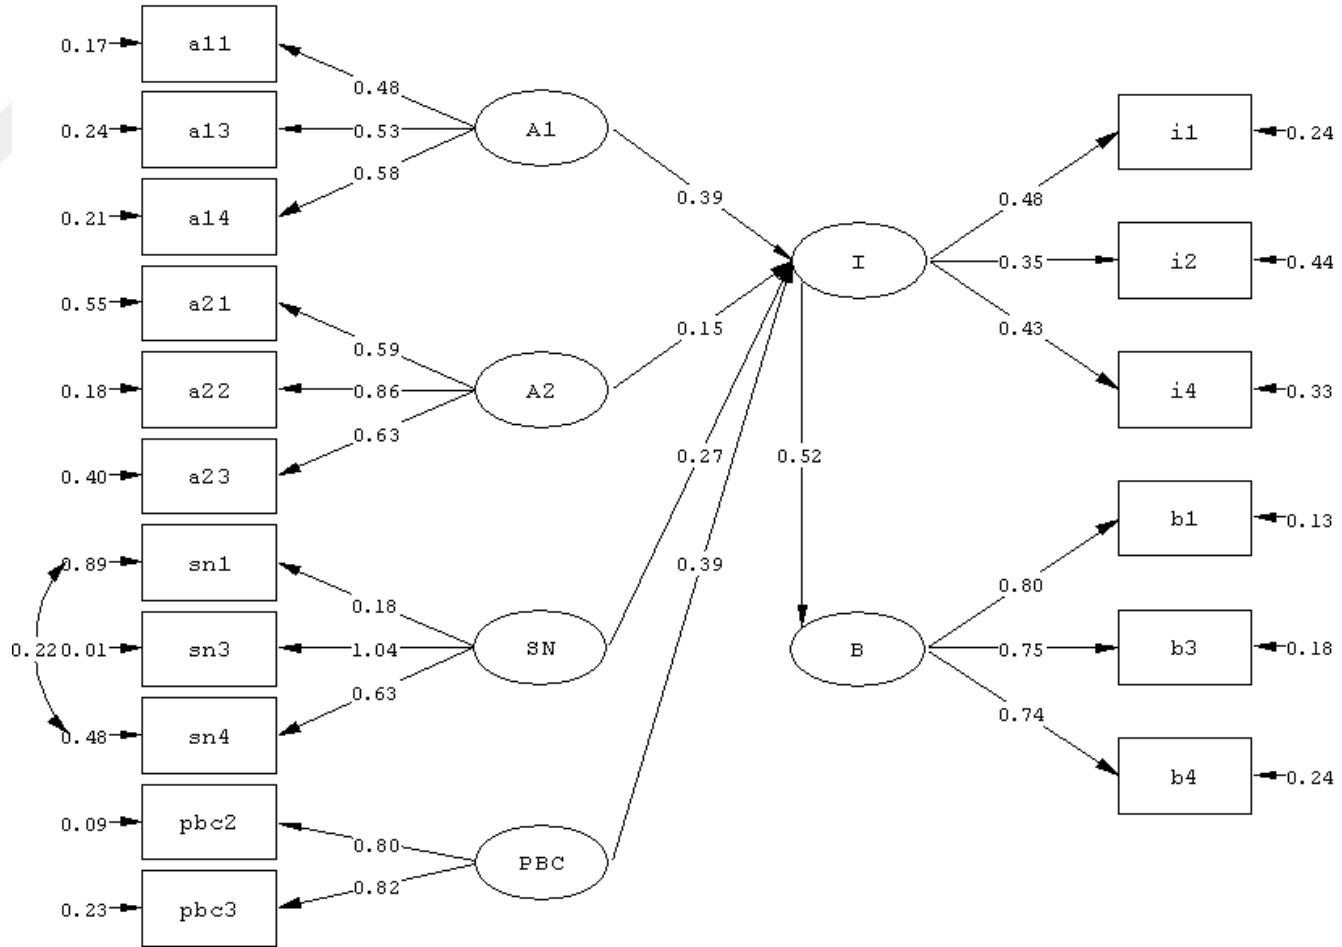 0.17 a11
0.48
0.24 a13 0.53 A1 i1 0.24
0.58
0.39 0.48
0.21 a14
I 0.35 i2 0.44
0.55 a21
0.15 0.43
0.59
0.18 a22 0.86 A2 i4 0.33
0.63
0.27 0.52
0.40 a23
b1 0.13
0.89 sn1 0.39
0.80
0.18
0.22 0.01 sn3 1.04 SN B 0.75 b3 0.18
0.63
0.74
0.48 sn4
b4 0.24
0.09 pbc2
0.80
PBC
0.82
0.23 pbc3